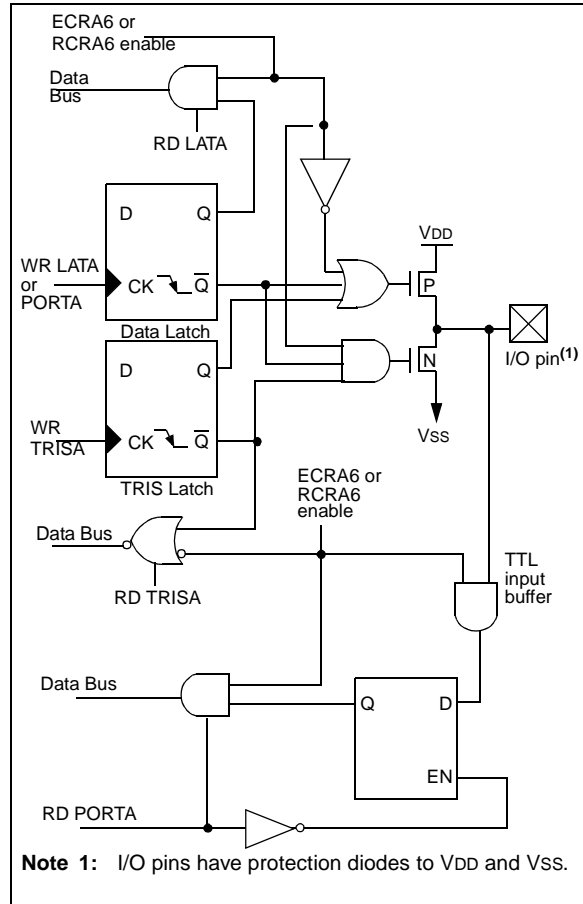 ECRA6 or
RCRA6 enable
Data
Bus
RD LATA
D
Q
VDD
WR LATA
or
PORTA
CK
Q
P
Data Latch
I/O pin(1)
D
Q
N
WR
TRISA
CK
Q
VSS
TRIS Latch
ECRA6 or
RCRA6
enable
Data Bus
TTL
input
buffer
RD TRISA
Data Bus
Q
D
EN
RD PORTA
Note 1: I/O pins have protection diodes to VDD and VSS.